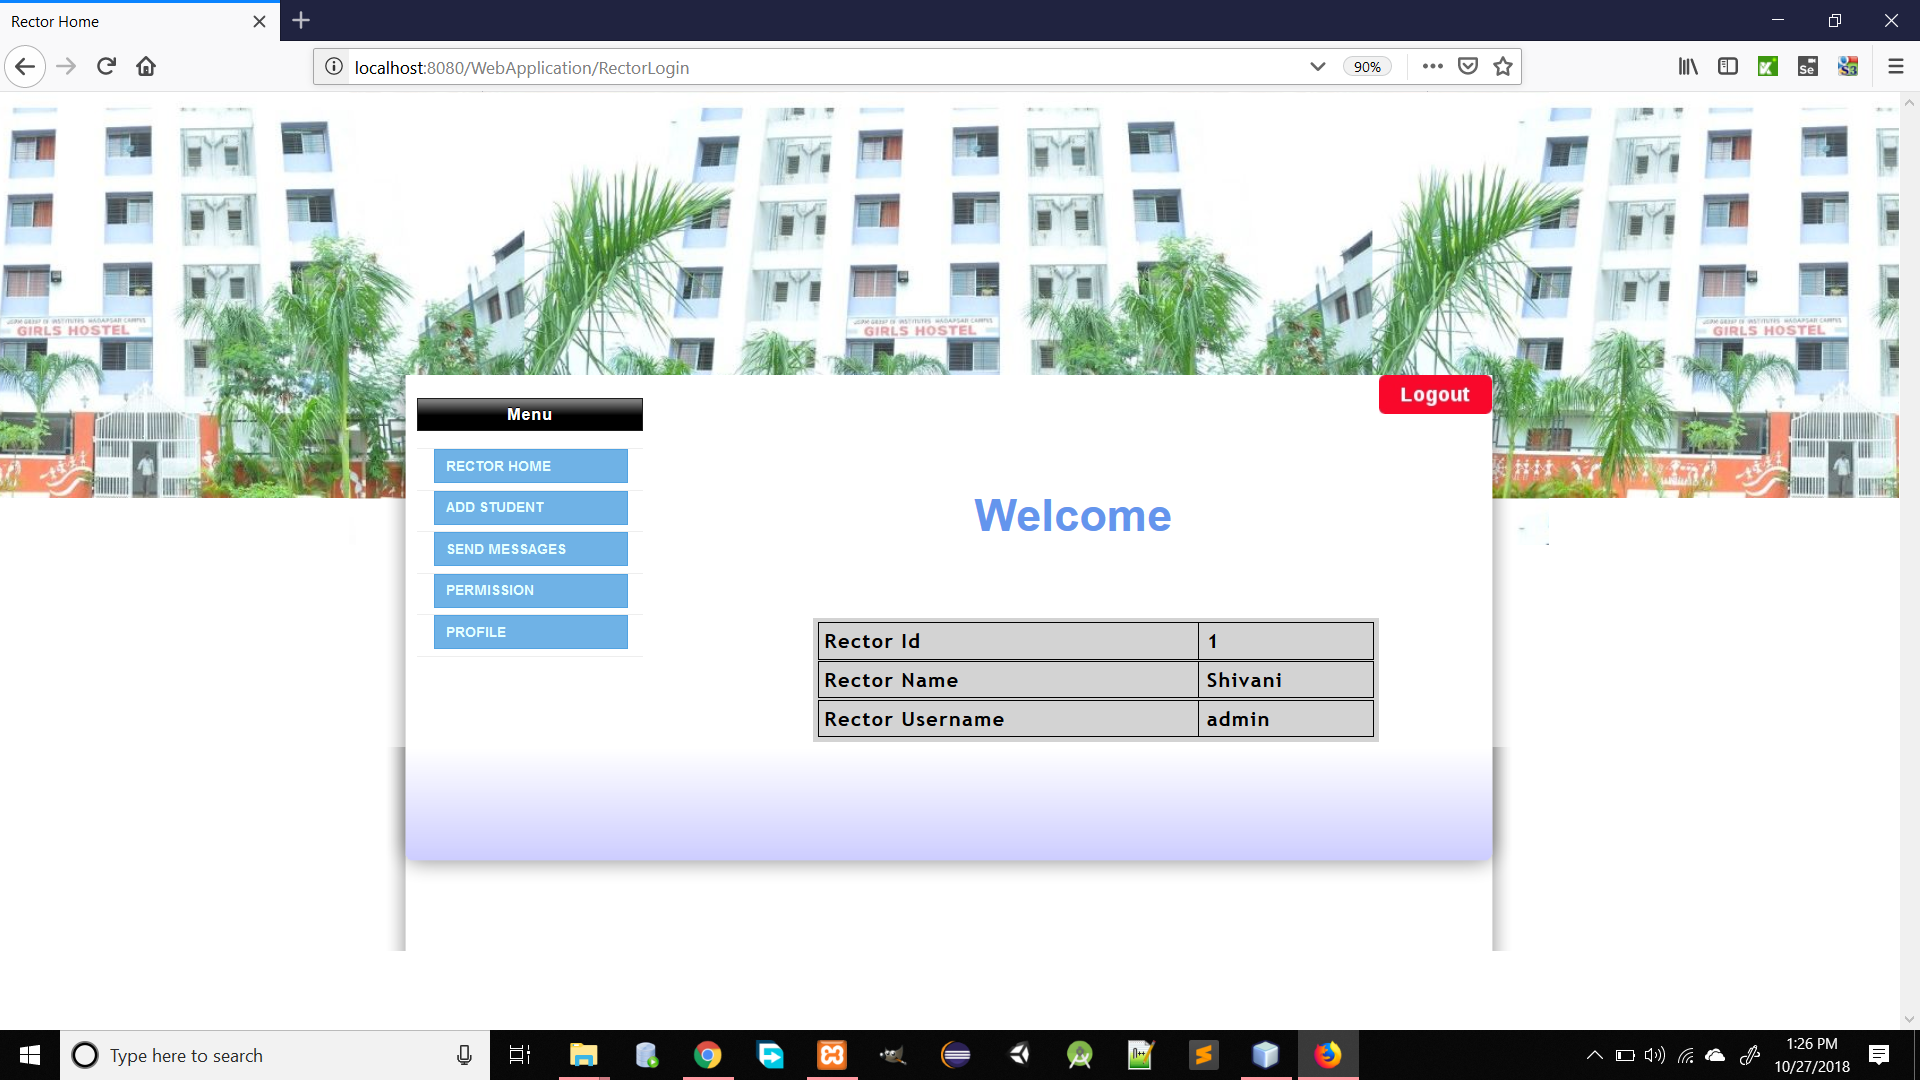 Rector Home
localhost:8080/WebApplication/RectorLogin
90%
Se
S3
GIRLS HOSTEL
GIRLS HOSTEL
GIRLS HOSTEL
Logout
Menu
RECTOR HOME
ADD STUDENT
SEND MESSAGES
PERMISSION
PROFILE
Welcome
Rector Id 1
Rector Name Shivani
Rector Username admin
Type here to search
1:26 PM
10/27/2018